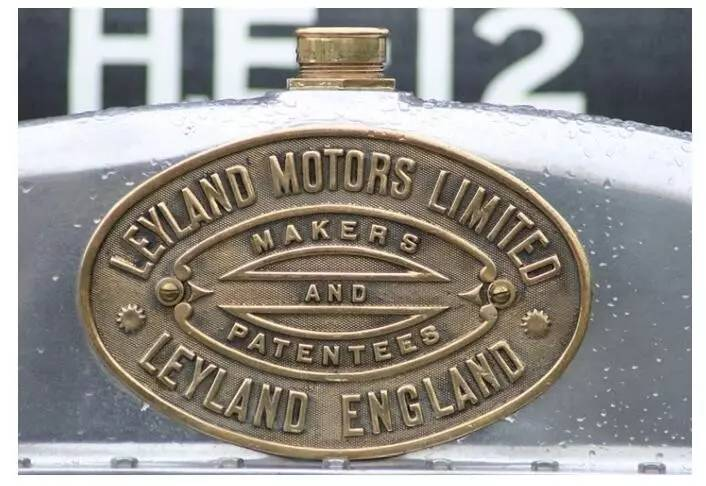 HE 12
LEYLAND MOTORS LIMITED
MAKERS
AND
PATENTEES
LEYLAND ENGLAND